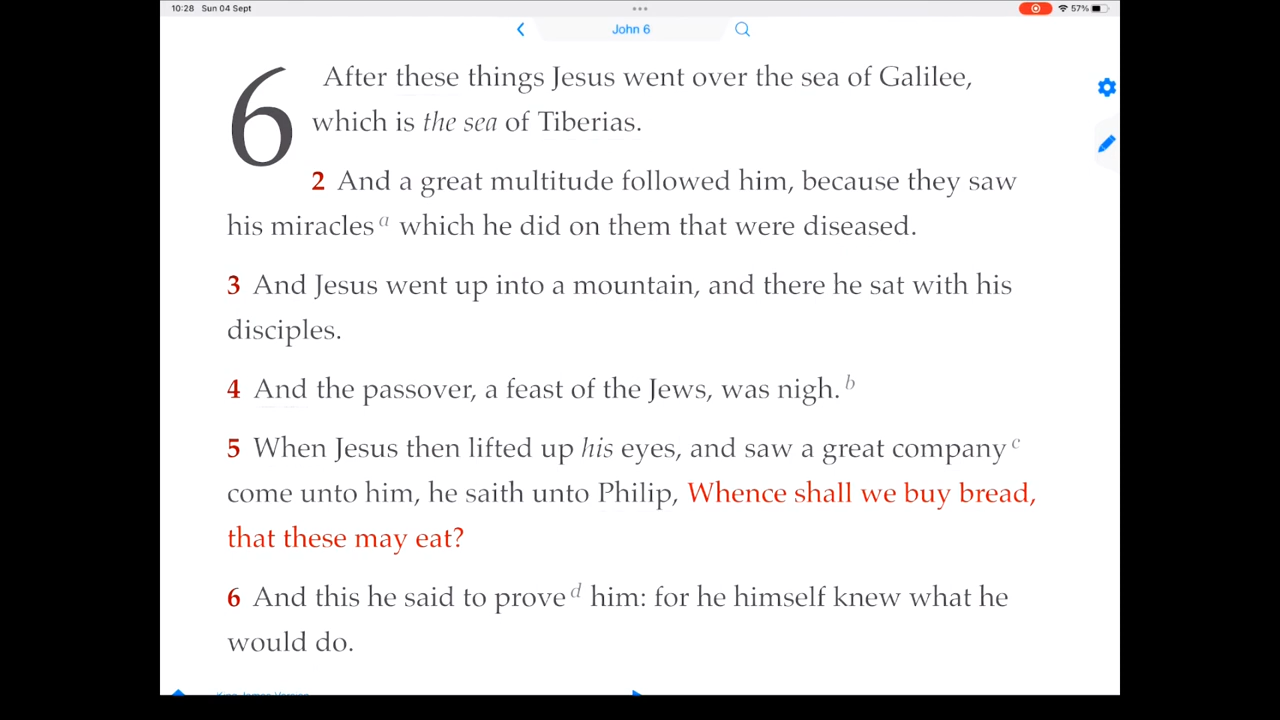 10:28 Sun 04 Sept
57%
John 6
6 After these things Jesus went over the sea of Galilee,
which is the sea of Tiberias.
2 And a great multitude followed him, because they saw
his miracles a which he did on them that were diseased.
3 And Jesus went up into a mountain, and there he sat with his
disciples.
4 And the passover, a feast of the Jews, was nigh. b
5 When Jesus then lifted up his eyes, and saw a great company c
come unto him, he saith unto Philip, Whence shall we buy bread,
that these may eat?
6 And this he said to prove d him: for he himself knew what he
would do.
King James Version